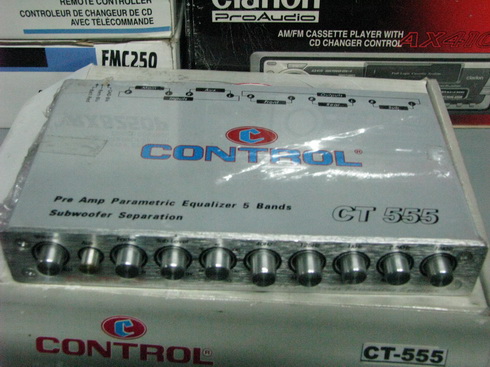 REMOTE CONTROLLER
CONTROLEUR DE CHANGEUR DE CD
AVEC TÉLÉCOMMANDE
FMC250
clarion
ProAudio
AM/FM CASSETTE PLAYER WITH
CD CHANGER CONTROL
C
CONTROL®
Pre Amp Parametric Equalizer 5 Bands
Subwoofer Separation
CT 555
C
CONTROL®
CT-555